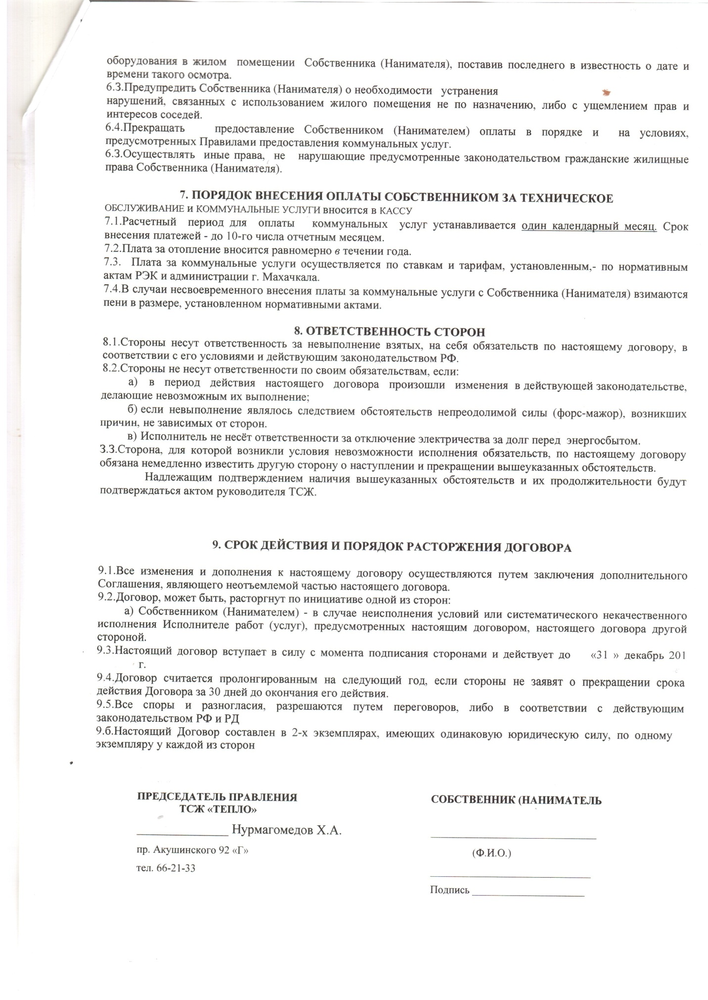 оборудования в жилом помещении Собственника (Нанимателя), поставив последнего в известность о дате и
времени такого осмотра.
6.3.Предупредить Собственника (Нанимателя) о необходимости устранения
нарушений, связанных с использованием жилого помещения не по назначению, либо с ущемлением прав и
интересов соседей.
6.4.Прекращать предоставление Собственником (Нанимателем) оплаты в порядке и на условиях,
предусмотренных Правилами предоставления коммунальных услуг.
6.3.Осуществлять иные права, не нарушающие предусмотренные законодательством гражданские жилищные
права Собственника (Нанимателя).
7. ПОРЯДОК ВНЕСЕНИЯ ОПЛАТЫ СОБСТВЕННИКОМ ЗА ТЕХНИЧЕСКОЕ
ОБСЛУЖИВАНИЕ и КОММУНАЛЬНЫЕ УСЛУГИ вносится в КАССУ
7.1.Расчетный период для оплаты коммунальных услуг устанавливается один календарный месяц. Срок
внесения платежей - до 10-го числа отчетным месяцем.
7.2.Плата за отопление вносится равномерно в течении года.
7.3. Плата за коммунальные услуги осуществляется по ставкам и тарифам, установленным,- по нормативным
актам РЭК и администрации г. Махачкала.
7.4.В случаи несвоевременного внесения платы за коммунальные услуги с Собственника (Нанимателя) взимаются
пени в размере, установленном нормативными актами.
8. ОТВЕТСТВЕННОСТЬ СТОРОН
8.1.Стороны несут ответственность за невыполнение взятых, на себя обязательств по настоящему договору, в
соответствии с его условиями и действующим законодательством РФ.
8.2.Стороны не несут ответственности по своим обязательствам, если:
а) в период действия настоящего договора произошли изменения в действующей законодательстве,
делающие невозможным их выполнение;
б) если невыполнение являлось следствием обстоятельств непреодолимой силы (форс-мажор), возникших
причин, не зависимых от сторон.
в) Исполнитель не несёт ответственности за отключение электричества за долг перед энергосбытом.
3.3.Сторона, для которой возникли условия невозможности исполнения обязательств, по настоящему договору
обязана немедленно известить другую сторону о наступлении и прекращении вышеуказанных обстоятельств.
Надлежащим подтверждением наличия вышеуказанных обстоятельств и их продолжительности будут
подтверждаться актом руководителя ТСЖ.
9. СРОК ДЕЙСТВИЯ И ПОРЯДОК РАСТОРЖЕНИЯ ДОГОВОРА
9.1.Все изменения и дополнения к настоящему договору осуществляются путем заключения дополнительного
Соглашения, являющего неотъемлемой частью настоящего договора.
9.2.Договор, может быть, расторгнут по инициативе одной из сторон:
а) Собственником (Нанимателем) - в случае неисполнения условий или систематического некачественного
исполнения Исполнителе работ (услуг), предусмотренных настоящим договором, настоящего договора другой
стороной.
9.3.Настоящий договор вступает в силу с момента подписания сторонами и действует до «31 » декабрь 201
г.
9.4.Договор считается пролонгированным на следующий год, если стороны не заявят о прекращении срока
действия Договора за 30 дней до окончания его действия.
9.5.Все споры и разногласия, разрешаются путем переговоров, либо в соответствии с действующим
законодательством РФ и РД
9.6.Настоящий Договор составлен в 2-х экземплярах, имеющих одинаковую юридическую силу, по одному
экземпляру у каждой из сторон
ПРЕДСЕДАТЕЛЬ ПРАВЛЕНИЯ
ТСЖ «ТЕПЛО»
______________ Нурмагомедов Х.А.
пр. Акушинского 92 «Г»
тел. 66-21-33
СОБСТВЕННИК (НАНИМАТЕЛЬ
(Ф.И.О.)
Подпись ____________________